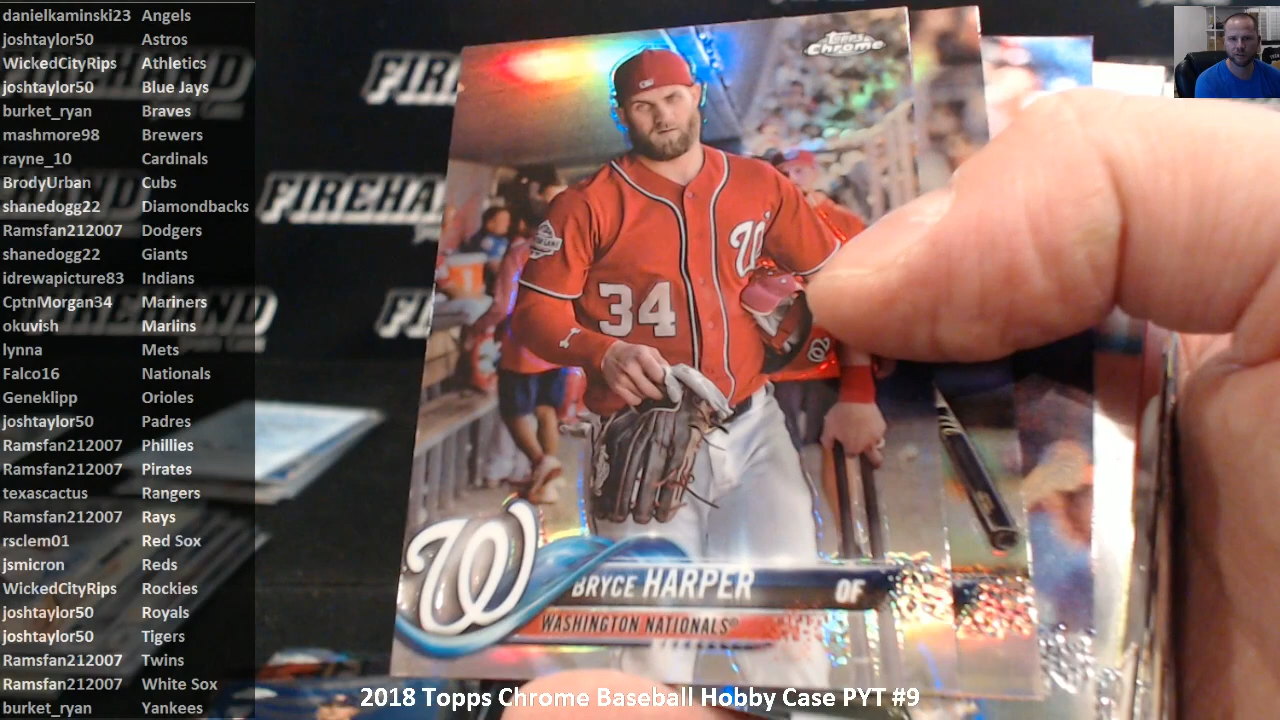 danielkaminski23 Angels
joshtaylor50 Astros
WickedCityRips Athletics
joshtaylor50 Blue Jays
burket_ryan Braves
mashmore98 Brewers
rayne_10 Cardinals
BrodyUrban Cubs
shanedogg22 Diamondbacks
Ramsfan212007 Dodgers
shanedogg22 Giants
idrewapicture83 Indians
CptnMorgan34 Mariners
okuvish Marlins
lynna Mets
Falco16 Nationals
Geneklipp Orioles
joshtaylor50 Padres
Ramsfan212007 Phillies
Ramsfan212007 Pirates
texascactus Rangers
Ramsfan212007 Rays
rsclem01 Red Sox
jsmicron Reds
WickedCityRips Rockies
joshtaylor50 Royals
joshtaylor50 Tigers
Ramsfan212007 Twins
Ramsfan212007 White Sox
burket_ryan Yankees
Topps
Chrome
W
34
W
BRYCE HARPER OF
WASHINGTON NATIONALS®
2018 Topps Chrome Baseball Hobby Case PYT #9